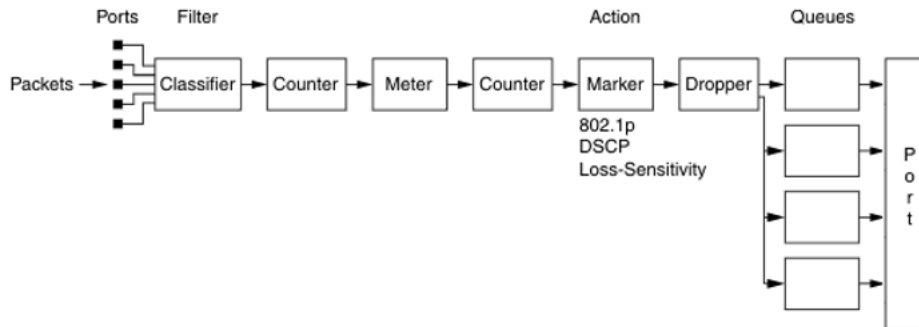 Ports
Filter
Action
Queues
Packets
Classifier
Counter
Meter
Counter
Marker
Dropper
802.1p
DSCP
Loss-Sensitivity
P
o
r
t